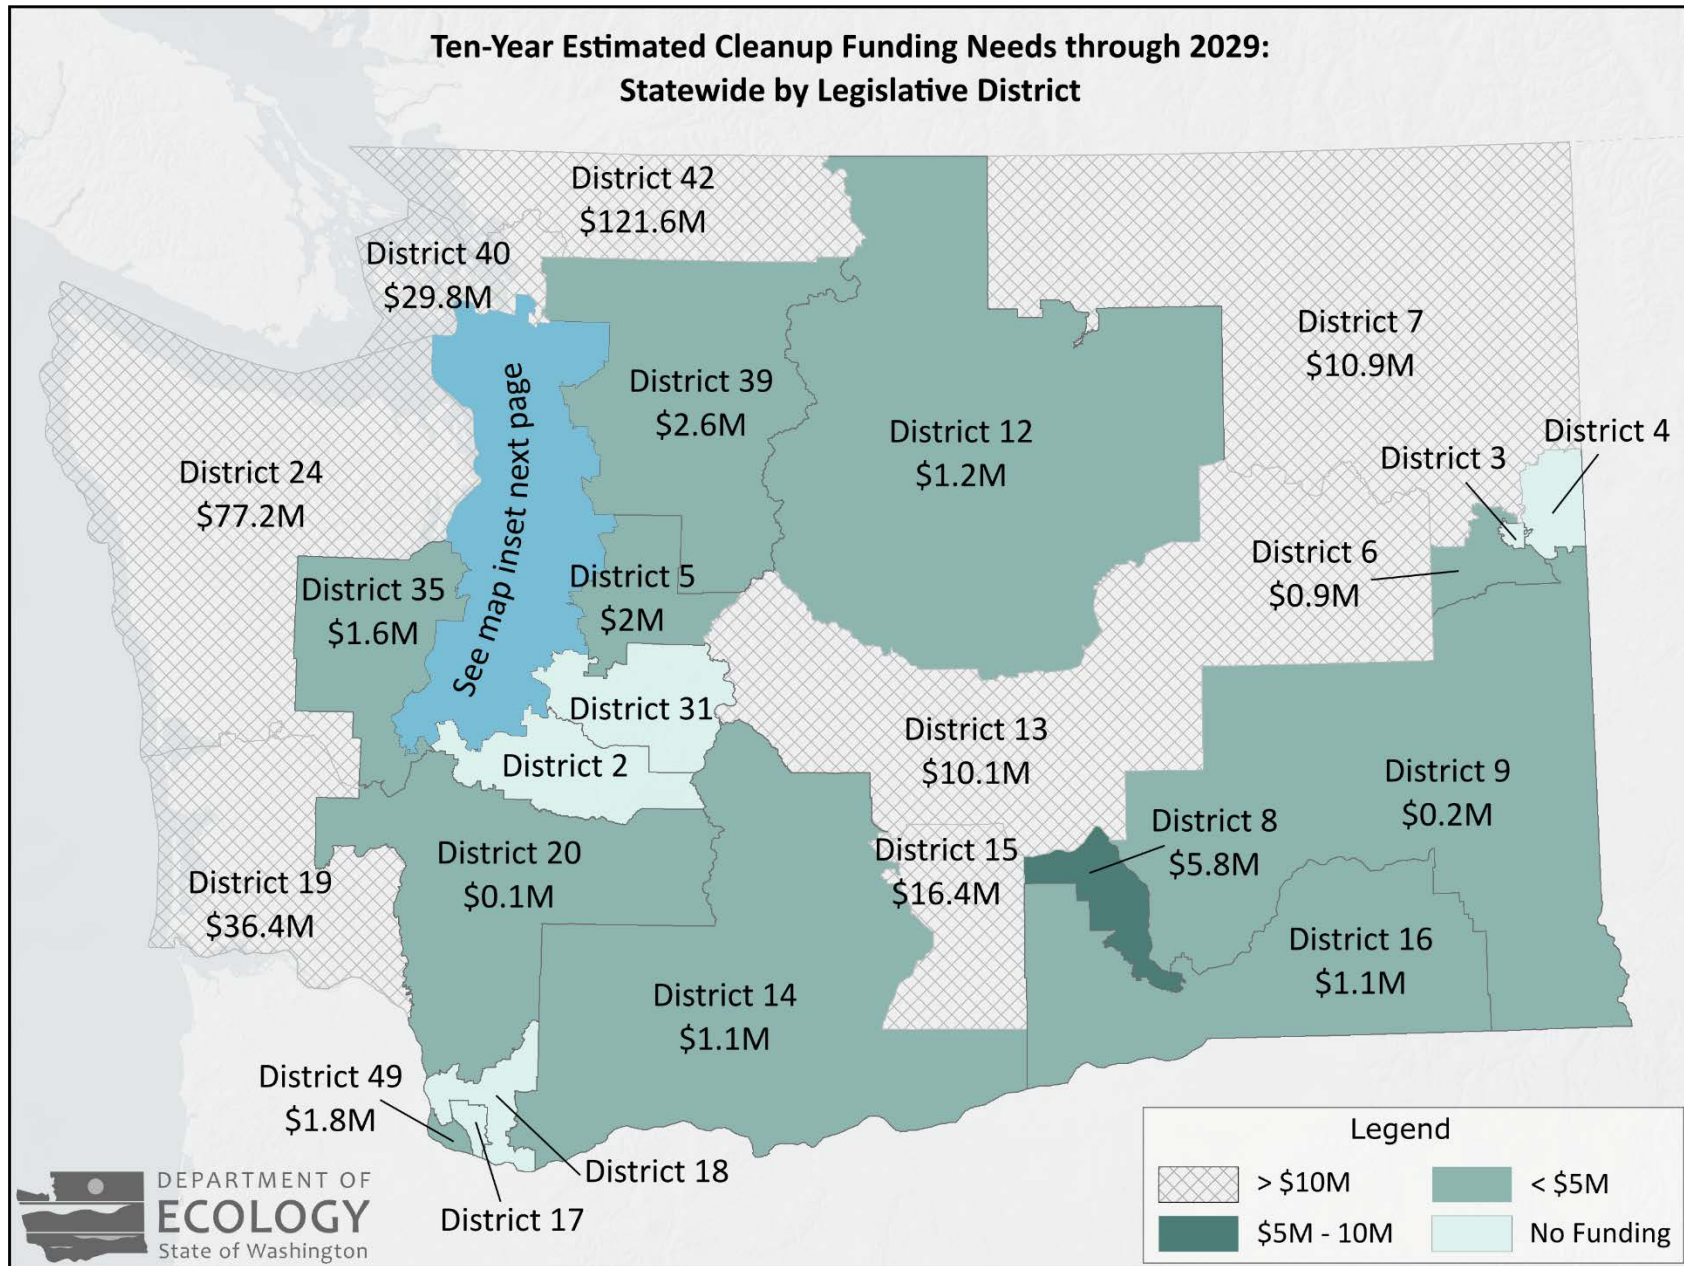 Ten-Year Estimated Cleanup Funding Needs through 2029:
Statewide by Legislative District
District 42
$121.6M
District 40
$29.8M
District 7
$10.9M
District 39
$2.6M
District 12
$1.2M
District 4
District 3
District 24
$77.2M
See map inset next page
District 6
$0.9M
District 35
$1.6M
District 5
$2M
District 31
District 13
$10.1M
District 2
District 9
$0.2M
District 8
$5.8M
District 20
$0.1M
District 15
$16.4M
District 19
$36.4M
District 16
$1.1M
District 14
$1.1M
District 49
$1.8M
District 18
District 17
Legend
> $10M
< $5M
$5M - 10M
No Funding
DEPARTMENT OF
ECOLOGY
State of Washington